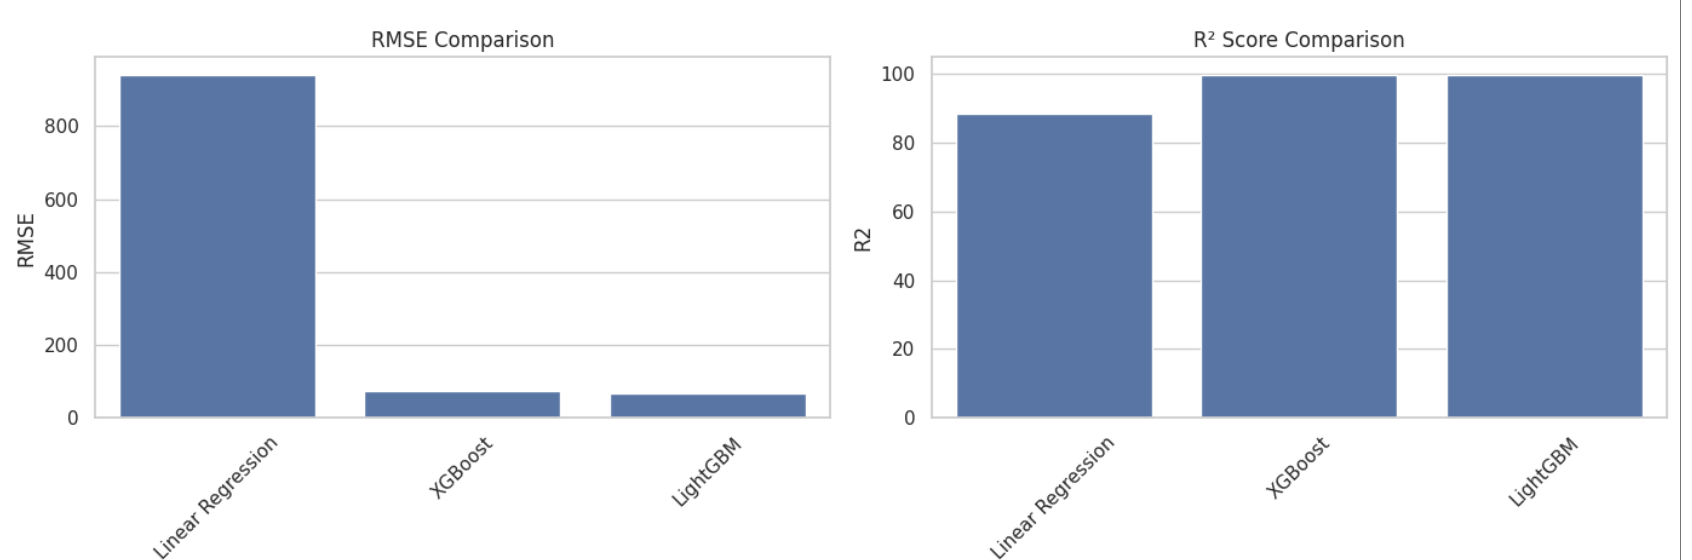 RMSE Comparison
RMSE
800
600
400
200
0
Linear Regression
XGBoost
LightGBM
R² Score Comparison
R2
100
80
60
40
20
0
Linear Regression
XGBoost
LightGBM